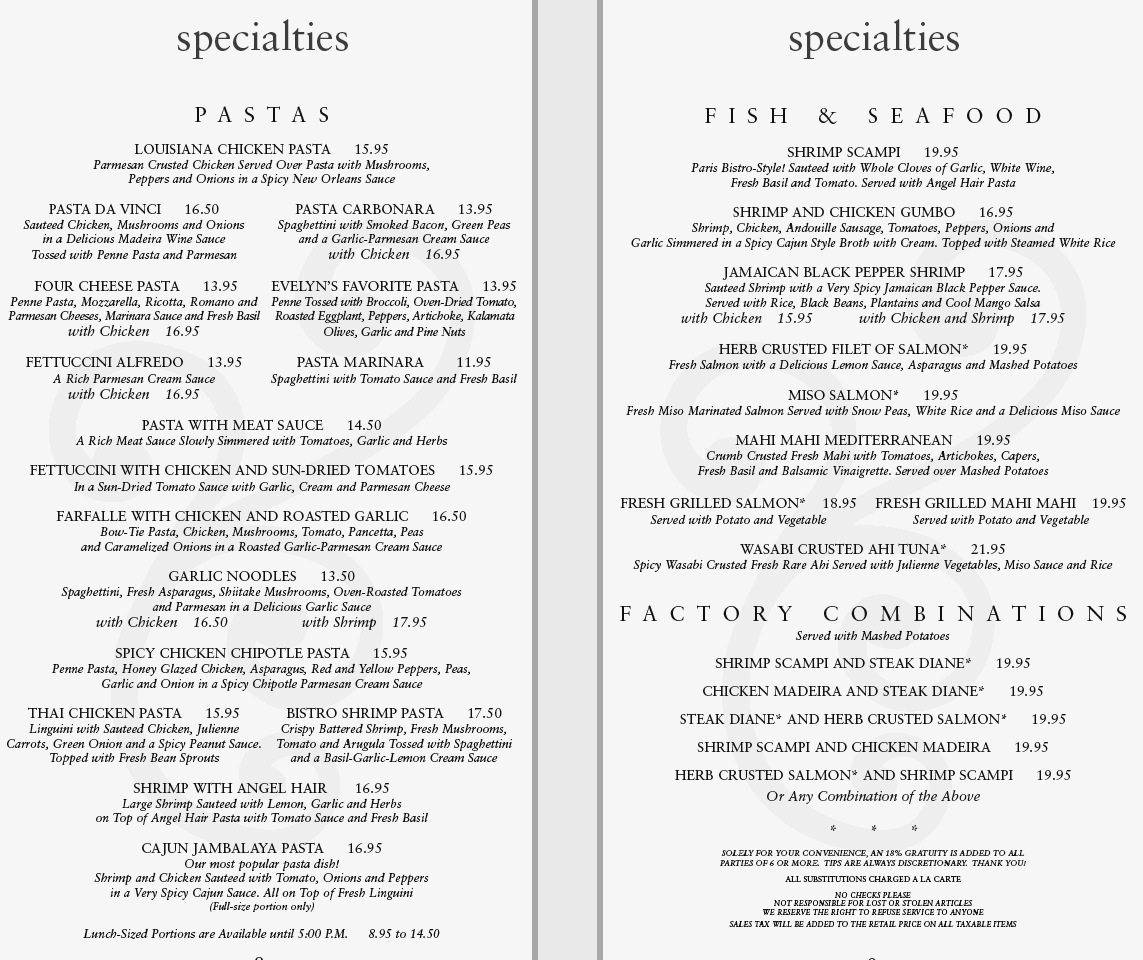 specialties
PASTAS
LOUISIANA CHICKEN PASTA 15.95
Parmesan Crusted Chicken Served Over Pasta with Mushrooms,
Peppers and Onions in a Spicy New Orleans Sauce
PASTA DA VINCI 16.50
Sauteed Chicken, Mushrooms and Onions
in a Delicious Madeira Wine Sauce
Tossed with Penne Pasta and Parmesan
PASTA CARBONARA 13.95
Spaghettini with Smoked Bacon, Green Peas
and a Garlic-Parmesan Cream Sauce
with Chicken 16.95
FOUR CHEESE PASTA 13.95
Penne Pasta, Mozzarella, Ricotta, Romano and
Parmesan Cheeses, Marinara Sauce and Fresh Basil
with Chicken 16.95
EVELYN'S FAVORITE PASTA 13.95
Penne Tossed with Broccoli, Oven-Dried Tomato,
Roasted Eggplant, Peppers, Artichoke, Kalamata
Olives, Garlic and Pine Nuts
FETTUCCINI ALFREDO 13.95
A Rich Parmesan Cream Sauce
with Chicken 16.95
PASTA MARINARA 11.95
Spaghettini with Tomato Sauce and Fresh Basil
PASTA WITH MEAT SAUCE 14.50
A Rich Meat Sauce Slowly Simmered with Tomatoes, Garlic and Herbs
FETTUCCINI WITH CHICKEN AND SUN-DRIED TOMATOES 15.95
In a Sun-Dried Tomato Sauce with Garlic, Cream and Parmesan Cheese
FARFALLE WITH CHICKEN AND ROASTED GARLIC 16.50
Bow-Tie Pasta, Chicken, Mushrooms, Tomato, Pancetta, Peas
and Caramelized Onions in a Roasted Garlic-Parmesan Cream Sauce
GARLIC NOODLES 13.50
Spaghettini, Fresh Asparagus, Shiitake Mushrooms, Oven-Roasted Tomatoes
and Parmesan in a Delicious Garlic Sauce
with Chicken 16.50 with Shrimp 17.95
SPICY CHICKEN CHIPOTLE PASTA 15.95
Penne Pasta, Honey Glazed Chicken, Asparagus, Red and Yellow Peppers, Peas,
Garlic and Onion in a Spicy Chipotle Parmesan Cream Sauce
THAI CHICKEN PASTA 15.95
Linguini with Sauteed Chicken, Julienne
Carrots, Green Onion and a Spicy Peanut Sauce.
Topped with Fresh Bean Sprouts
BISTRO SHRIMP PASTA 17.50
Crispy Battered Shrimp, Fresh Mushrooms,
Tomato and Arugula Tossed with Spaghettini
and a Basil-Garlic-Lemon Cream Sauce
SHRIMP WITH ANGEL HAIR 16.95
Large Shrimp Sauteed with Lemon, Garlic and Herbs
on Top of Angel Hair Pasta with Tomato Sauce and Fresh Basil
CAJUN JAMBALAYA PASTA 16.95
Our most popular pasta dish!
Shrimp and Chicken Sauteed with Tomato, Onions and Peppers
in a Very Spicy Cajun Sauce. All on Top of Fresh Linguini
(Full-size portion only)
Lunch-Sized Portions are Available until 5:00 P.M. 8.95 to 14.50
specialties
FISH & SEAFOOD
SHRIMP SCAMPI 19.95
Paris Bistro-Style! Sauteed with Whole Cloves of Garlic, White Wine,
Fresh Basil and Tomato. Served with Angel Hair Pasta
SHRIMP AND CHICKEN GUMBO 16.95
Shrimp, Chicken, Andouille Sausage, Tomatoes, Peppers, Onions and
Garlic Simmered in a Spicy Cajun Style Broth with Cream. Topped with Steamed White Rice
JAMAICAN BLACK PEPPER SHRIMP 17.95
Sauteed Shrimp with a Very Spicy Jamaican Black Pepper Sauce.
Served with Rice, Black Beans, Plantains and Cool Mango Salsa
with Chicken 15.95 with Chicken and Shrimp 17.95
HERB CRUSTED FILET OF SALMON* 19.95
Fresh Salmon with a Delicious Lemon Sauce, Asparagus and Mashed Potatoes
MISO SALMON* 19.95
Fresh Miso Marinated Salmon Served with Snow Peas, White Rice and a Delicious Miso Sauce
MAHI MAHI MEDITERRANEAN 19.95
Crumb Crusted Fresh Mahi with Tomatoes, Artichokes, Capers,
Fresh Basil and Balsamic Vinaigrette. Served over Mashed Potatoes
FRESH GRILLED SALMON* 18.95
Served with Potato and Vegetable
FRESH GRILLED MAHI MAHI 19.95
Served with Potato and Vegetable
WASABI CRUSTED AHI TUNA* 21.95
Spicy Wasabi Crusted Fresh Rare Ahi Served with Julienne Vegetables, Miso Sauce and Rice
FACTORY COMBINATIONS
Served with Mashed Potatoes
SHRIMP SCAMPI AND STEAK DIANE* 19.95
CHICKEN MADEIRA AND STEAK DIANE* 19.95
STEAK DIANE* AND HERB CRUSTED SALMON* 19.95
SHRIMP SCAMPI AND CHICKEN MADEIRA 19.95
HERB CRUSTED SALMON* AND SHRIMP SCAMPI 19.95
Or Any Combination of the Above
* * *
SOLELY FOR YOUR CONVENIENCE, AN 18% GRATUITY IS ADDED TO ALL
PARTIES OF 6 OR MORE. TIPS ARE ALWAYS DISCRETIONARY. THANK YOU!
ALL SUBSTITUTIONS CHARGED A LA CARTE
NO CHECKS PLEASE
NOT RESPONSIBLE FOR LOST OR STOLEN ARTICLES
WE RESERVE THE RIGHT TO REFUSE SERVICE TO ANYONE
SALES TAX WILL BE ADDED TO THE RETAIL PRICE ON ALL TAXABLE ITEMS